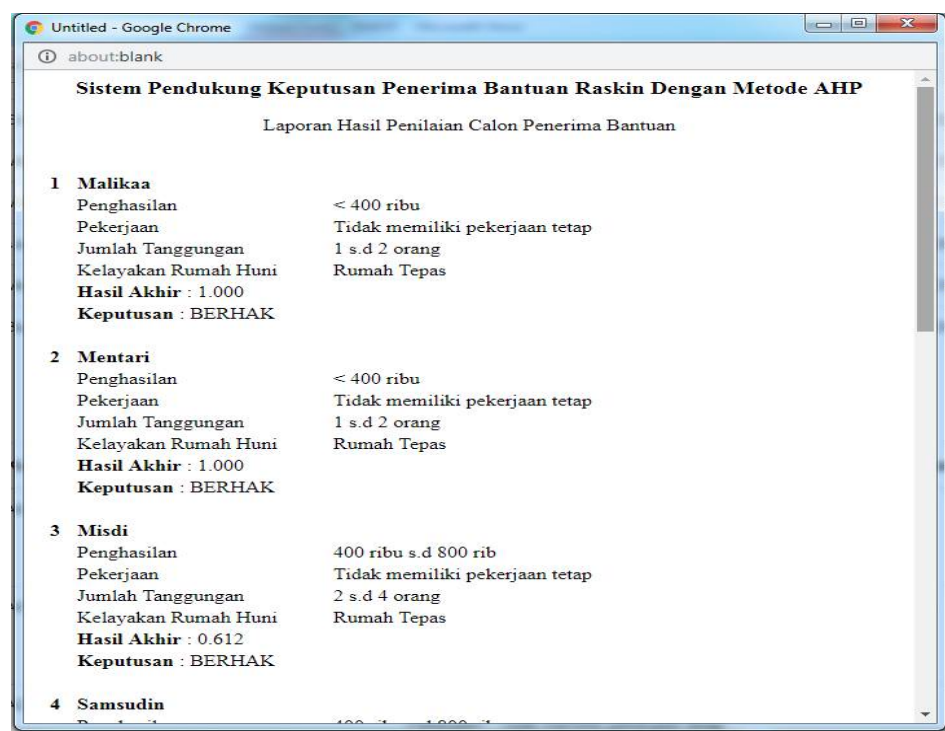 Untitled - Google Chrome
about:blank
Sistem Pendukung Keputusan Penerima Bantuan Raskin Dengan Metode AHP
Laporan Hasil Penilaian Calon Penerima Bantuan
1 Malikaa
Penghasilan < 400 ribu
Pekerjaan Tidak memiliki pekerjaan tetap
Jumlah Tanggungan 1 s.d 2 orang
Kelayakan Rumah Huni Rumah Tepas
Hasil Akhir : 1.000
Keputusan : BERHAK
2 Mentari
Penghasilan < 400 ribu
Pekerjaan Tidak memiliki pekerjaan tetap
Jumlah Tanggungan 1 s.d 2 orang
Kelayakan Rumah Huni Rumah Tepas
Hasil Akhir : 1.000
Keputusan : BERHAK
3 Misdi
Penghasilan 400 ribu s.d 800 rib
Pekerjaan Tidak memiliki pekerjaan tetap
Jumlah Tanggungan 2 s.d 4 orang
Kelayakan Rumah Huni Rumah Tepas
Hasil Akhir : 0.612
Keputusan : BERHAK
4 Samsudin